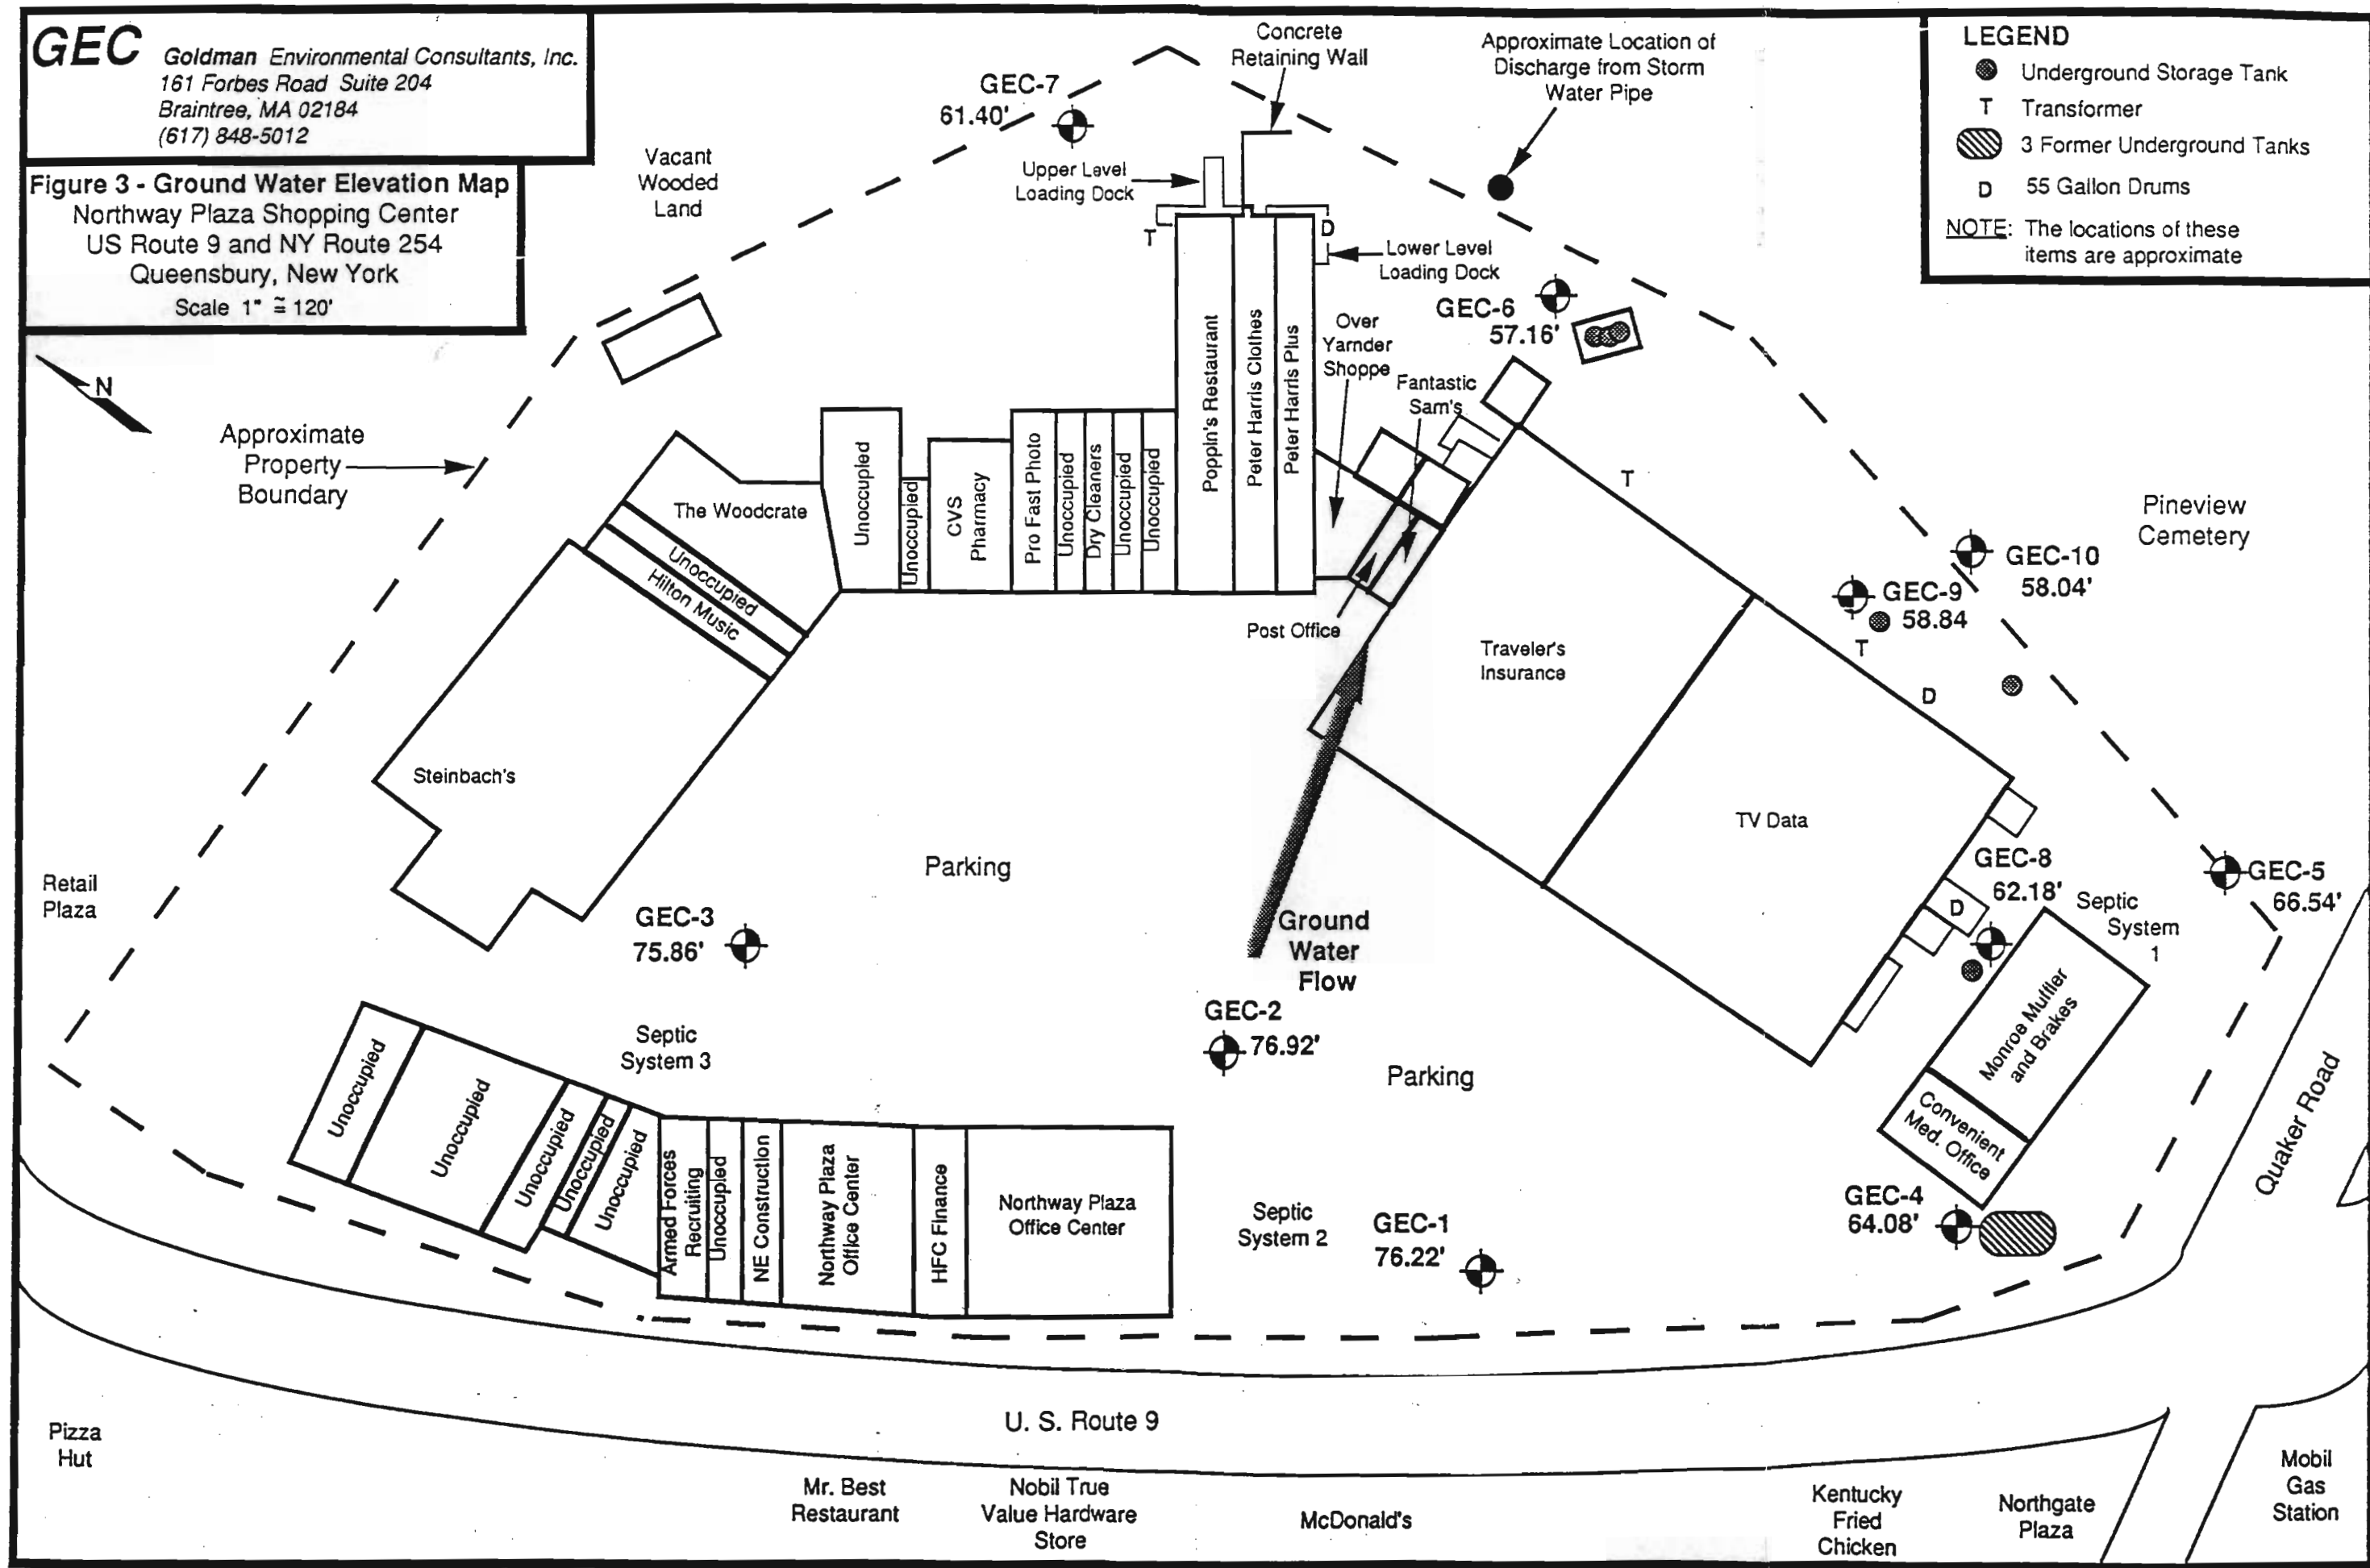 GEC
Goldman Environmental Consultants, Inc.
161 Forbes Road Suite 204
Braintree, MA 02184
(617) 848-5012
Figure 3 - Ground Water Elevation Map
Northway Plaza Shopping Center
US Route 9 and NY Route 254
Queensbury, New York
Scale 1" ≅ 120'
N
LEGEND
Underground Storage Tank
T Transformer
3 Former Underground Tanks
D 55 Gallon Drums
NOTE: The locations of these
items are approximate
Concrete
Retaining Wall
Approximate Location of
Discharge from Storm
Water Pipe
GEC-7
61.40'
Vacant
Wooded
Land
Upper Level
Loading Dock
T
D
Lower Level
Loading Dock
GEC-6
57.16'
Over
Yarnder
Shoppe
Fantastic
Sam's
Approximate
Property
Boundary
The Woodcrate
Unoccupied
Hilton Music
Steinbach's
Unoccupied
Unoccupied
CVS
Pharmacy
Pro Fast Photo
Unoccupied
Dry Cleaners
Unoccupied
Unoccupied
Poppin's Restaurant
Peter Harris Clothes
Peter Harris Plus
Post Office
T
Traveler's
Insurance
Pineview
Cemetery
GEC-10
58.04'
GEC-9
58.84
T
D
TV Data
Parking
Retail
Plaza
GEC-3
75.86'
Ground
Water
Flow
GEC-8
62.18'
D
Septic
System
1
GEC-5
66.54'
Monroe Muffler
and Brakes
Convenient
Med. Office
GEC-2
76.92'
Parking
Septic
System 3
Unoccupied
Unoccupied
Unoccupied
Unoccupied
Unoccupied
Armed Forces
Recruiting
Unoccupied
NE Construction
Northway Plaza
Office Center
HFC Finance
Northway Plaza
Office Center
Septic
System 2
GEC-1
76.22'
GEC-4
64.08'
Quaker Road
U. S. Route 9
Pizza
Hut
Mr. Best
Restaurant
Nobil True
Value Hardware
Store
McDonald's
Kentucky
Fried
Chicken
Northgate
Plaza
Mobil
Gas
Station